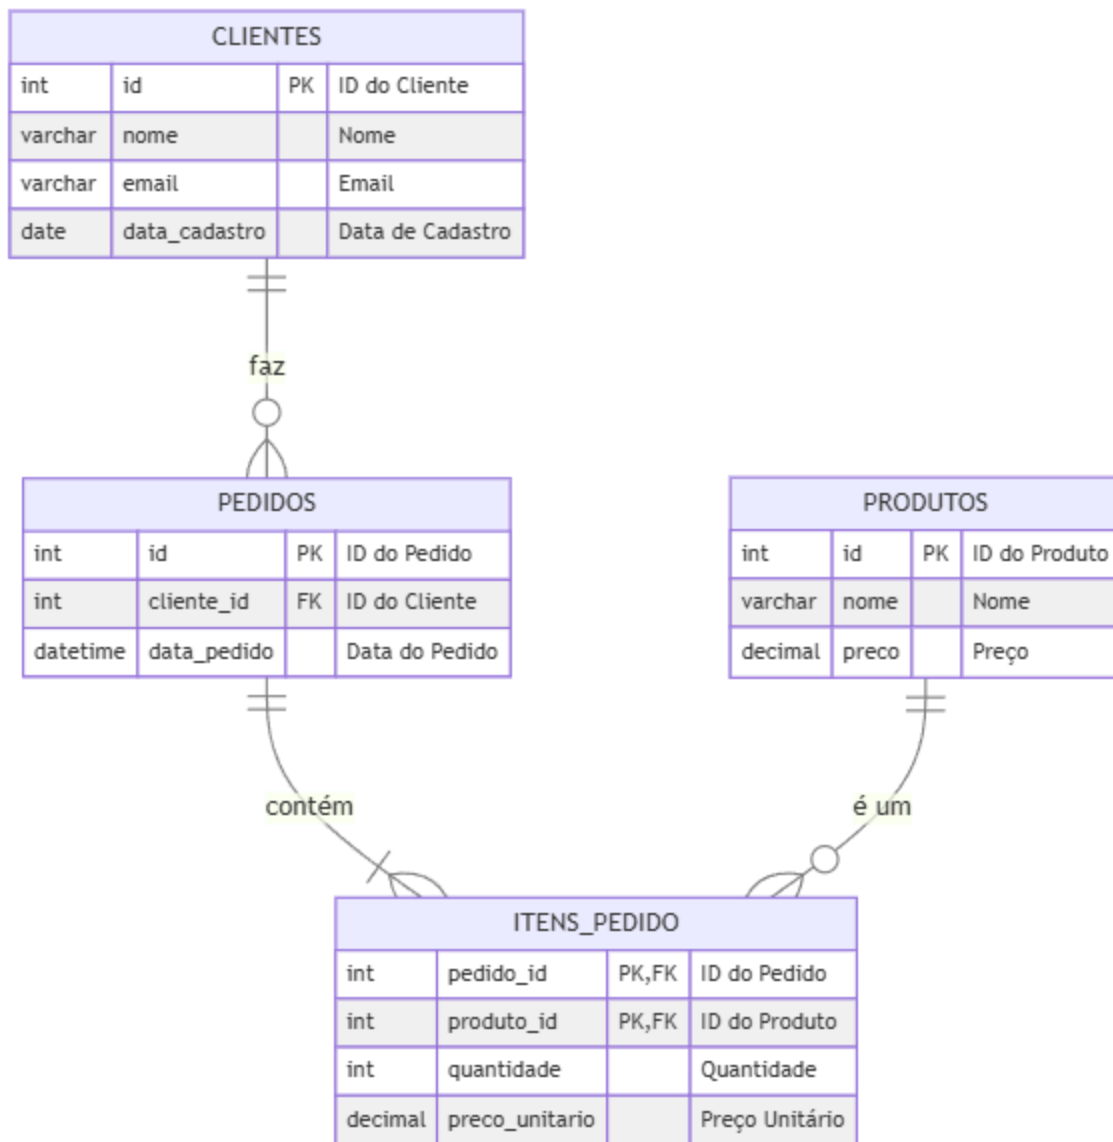 CLIENTES
int id PK ID do Cliente
varchar nome Nome
varchar email Email
date data_cadastro Data de Cadastro
faz
PEDIDOS
int id PK ID do Pedido
int cliente_id FK ID do Cliente
datetime data_pedido Data do Pedido
PRODUTOS
int id PK ID do Produto
varchar nome Nome
decimal preco Preço
contém
é um
ITENS_PEDIDO
int pedido_id PK,FK ID do Pedido
int produto_id PK,FK ID do Produto
int quantidade Quantidade
decimal preco_unitario Preço Unitário